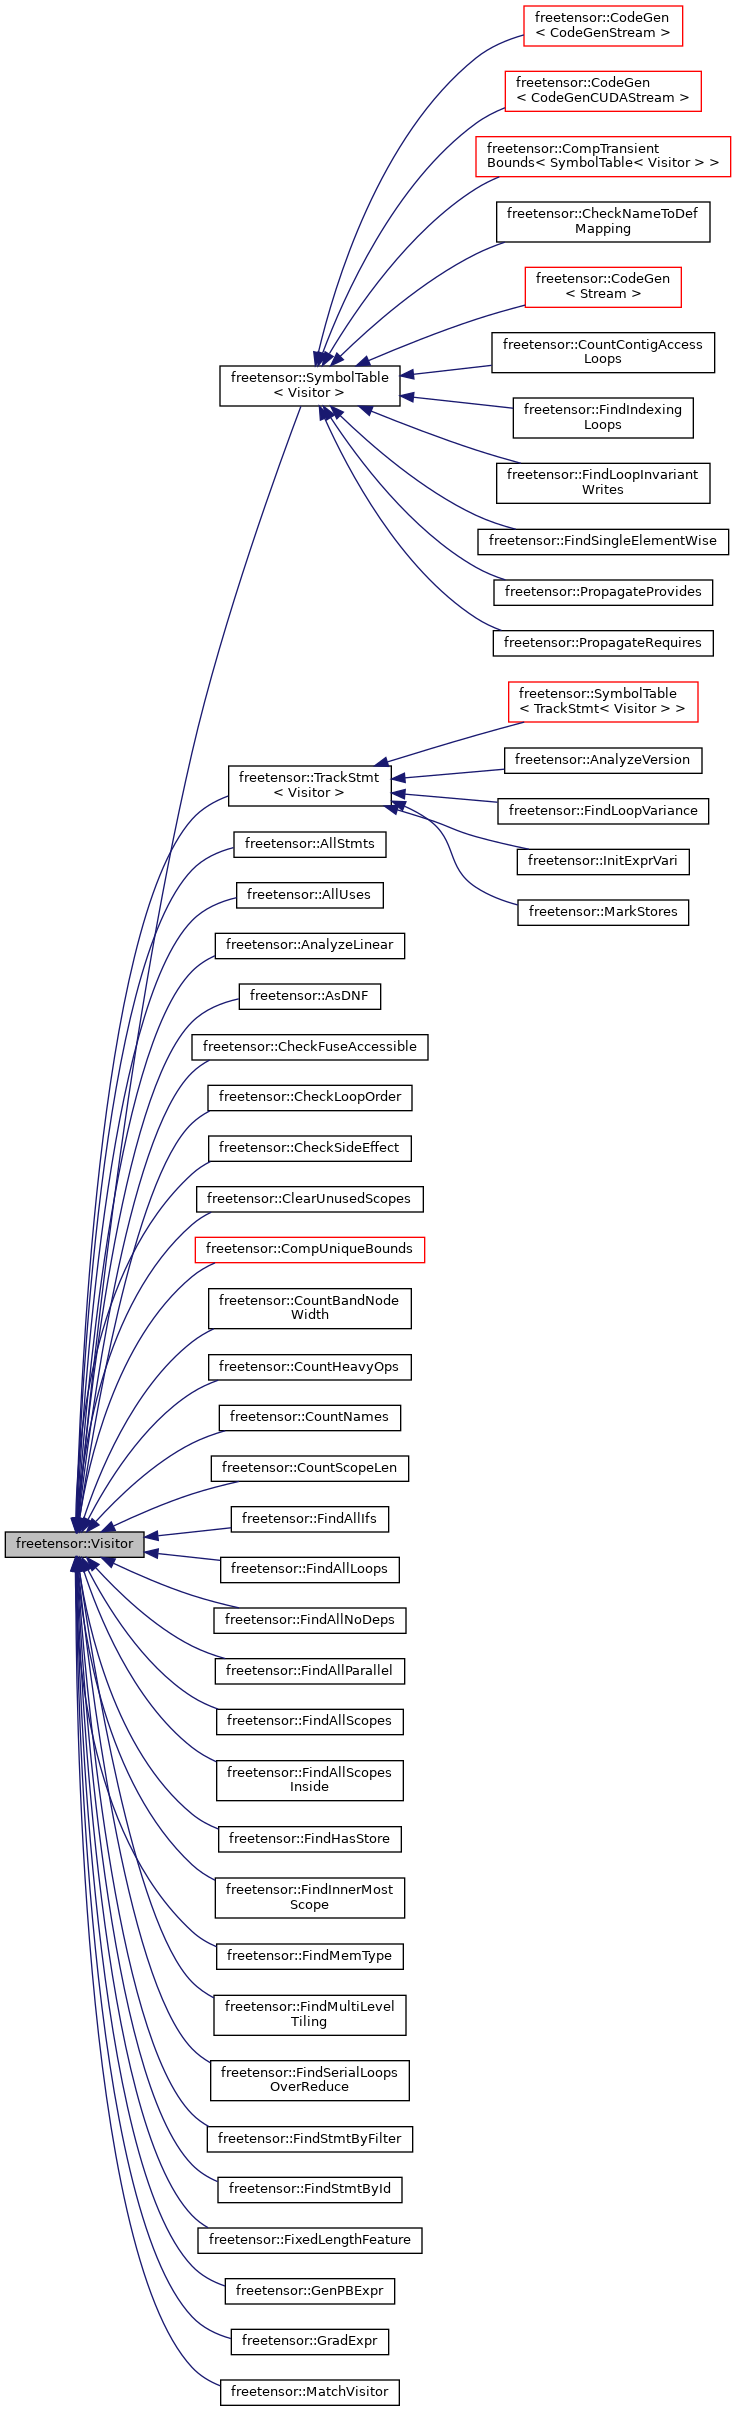 freetensor::CodeGen
< CodeGenStream >
freetensor::CodeGen
< CodeGenCUDAStream >
freetensor::CompTransient
Bounds< SymbolTable< Visitor > >
freetensor::CheckNameToDef
Mapping
freetensor::CodeGen
< Stream >
freetensor::CountContigAccess
Loops
freetensor::SymbolTable
< Visitor >
freetensor::FindIndexing
Loops
freetensor::FindLoopInvariant
Writes
freetensor::FindSingleElementWise
freetensor::PropagateProvides
freetensor::PropagateRequires
freetensor::SymbolTable
< TrackStmt< Visitor > >
freetensor::AnalyzeVersion
freetensor::TrackStmt
< Visitor >
freetensor::FindLoopVariance
freetensor::AllStmts
freetensor::InitExprVari
freetensor::AllUses
freetensor::MarkStores
freetensor::AnalyzeLinear
freetensor::AsDNF
freetensor::CheckFuseAccessible
freetensor::CheckLoopOrder
freetensor::CheckSideEffect
freetensor::ClearUnusedScopes
freetensor::CompUniqueBounds
freetensor::CountBandNode
Width
freetensor::CountHeavyOps
freetensor::CountNames
freetensor::CountScopeLen
freetensor::FindAllIfs
freetensor::Visitor
freetensor::FindAllLoops
freetensor::FindAllNoDeps
freetensor::FindAllParallel
freetensor::FindAllScopes
freetensor::FindAllScopes
Inside
freetensor::FindHasStore
freetensor::FindInnerMost
Scope
freetensor::FindMemType
freetensor::FindMultiLevel
Tiling
freetensor::FindSerialLoops
OverReduce
freetensor::FindStmtByFilter
freetensor::FindStmtById
freetensor::FixedLengthFeature
freetensor::GenPBExpr
freetensor::GradExpr
freetensor::MatchVisitor